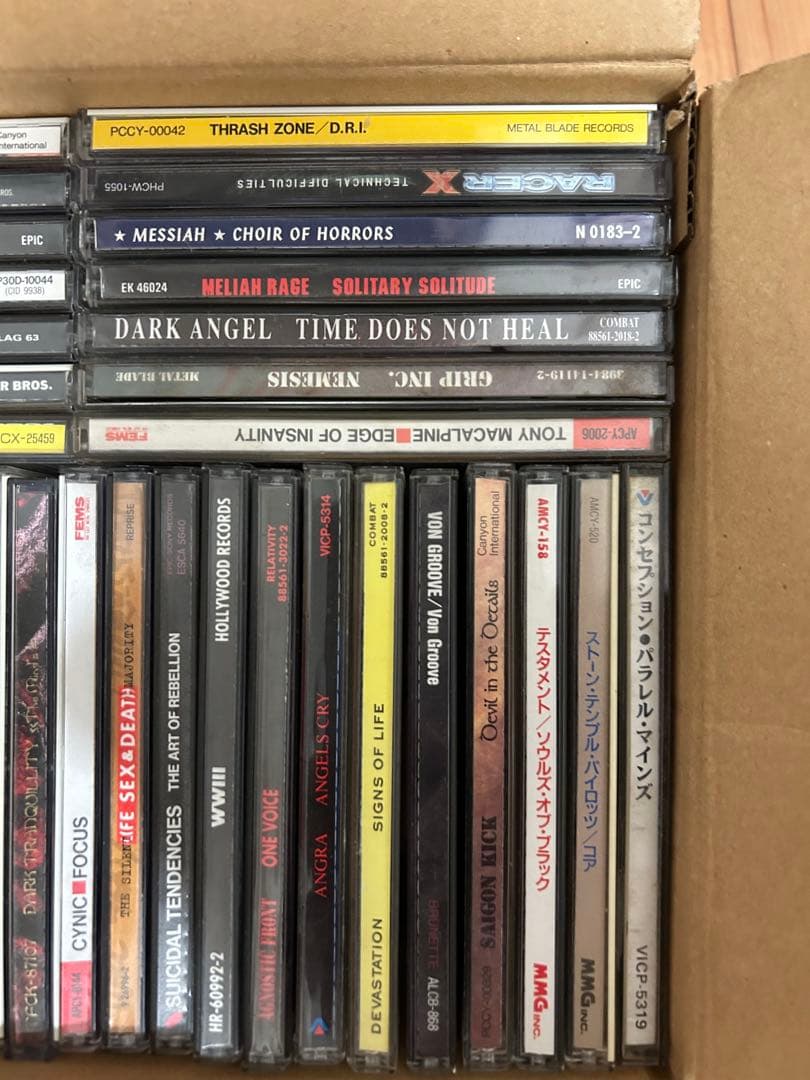 Canyon
International
PCCY-00042 THRASH ZONE/D.R.I. METAL BLADE RECORDS
PHCW-1055 TECHNICAL DIFFICULTIES RACER X
EPIC
★ MESSIAH ★ CHOIR OF HORRORS N 0183-2
P30D-10044
(CID 9938)
EK 46024 MELIAH RAGE SOLITARY SOLITUDE EPIC
LAG 63
DARK ANGEL TIME DOES NOT HEAL COMBAT
88561-2018-2
R BROS.
3984-14119-2 GRIP INC. NEMESIS METAL BLADE
CX-25459
APCY-2006 TONY MACALPINE■EDGE OF INSANITY FEMS
DARK TRANQUILLITY
APCY-8144 CYNIC■FOCUS FEMS
THE SILENT MAJORITY LIFE SEX & DEATH REPRISE
SUICIDAL TENDENCIES THE ART OF REBELLION ESCA 5640
HR-60992-2 WWIII HOLLYWOOD RECORDS
AGNOSTIC FRONT ONE VOICE RELATIVITY
88561-3022-2
ANGRA ANGELS CRY VICP-5314
DEVASTATION SIGNS OF LIFE COMBAT
88561-2008-2
VON GROOVE/Von Groove BRUNETTE ALCB-868
SAIGON KICK Devil in the Details Canyon
International
AMCY-158 テスタメント/ソウルズ・オブ・ブラック MMG INC.
AMCY-520 ストーン・テンプル・パイロッツ/コア MMG INC.
コンセプション●パラレル・マインズ VICP-5319